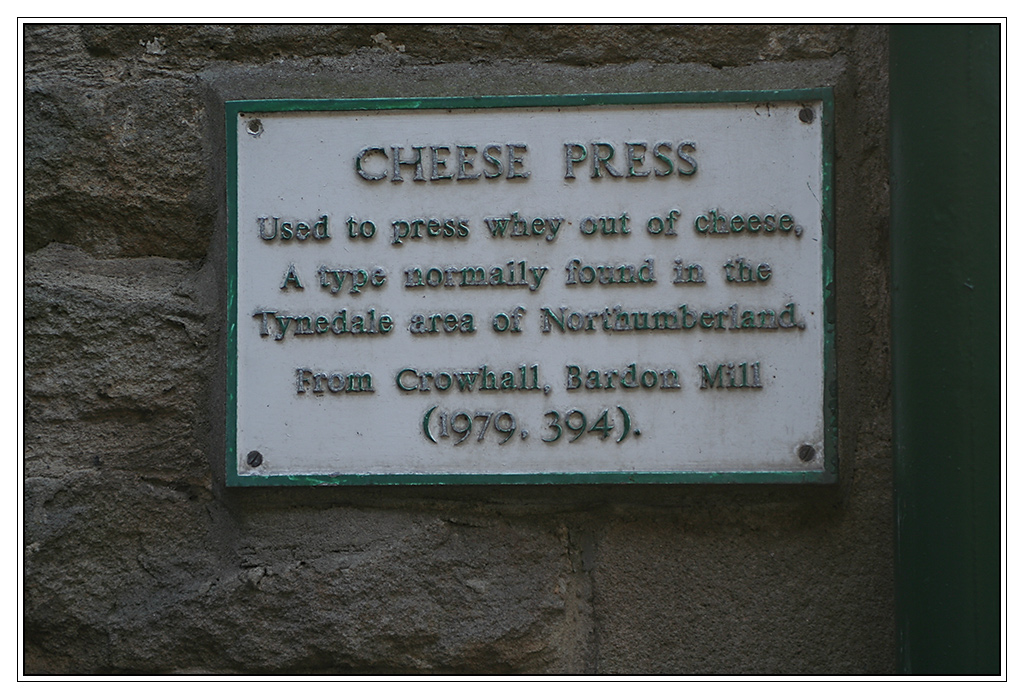 CHEESE PRESS
Used to press whey out of cheese.
A type normally found in the
Tynedale area of Northumberland.
From Crowhall, Bardon Mill
(1979. 394).